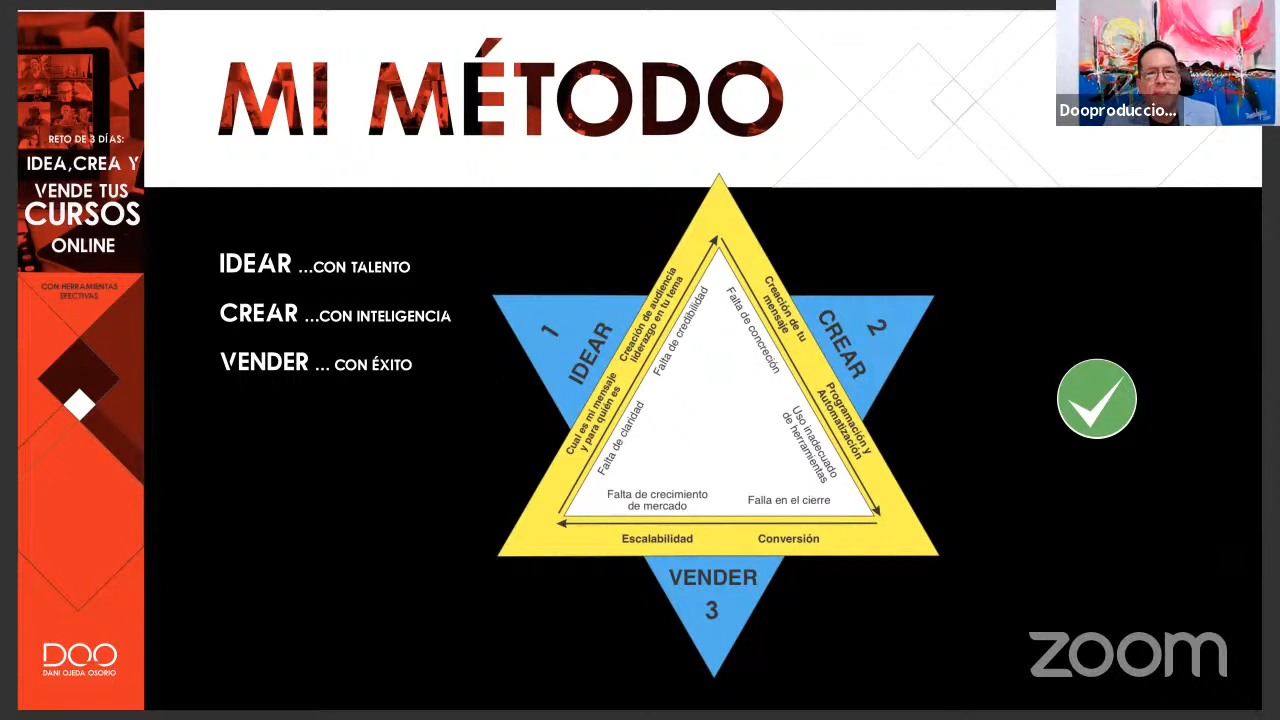 RETO DE 3 DÍAS:
IDEA,CREA Y
VENDE TUS
CURSOS
ONLINE
CON HERRAMIENTAS
EFECTIVAS
DOO
DANI OJEDA OSORIO
MI MÉTODO
IDEAR ...CON TALENTO
CREAR ...CON INTELIGENCIA
VENDER ... CON ÉXITO
1
IDEAR
Cual es mi mensaje
y para quién es
Creación de audiencia
liderazgo en tu tema
Falta de claridad
Falta de credibilidad
2
CREAR
Creación de tu
mensaje
Programación y
Automatización
Falta de concreción
Uso inadecuado
de herramientas
Falta de crecimiento
de mercado
Falla en el cierre
Escalabilidad
Conversión
VENDER
3
Dooproduccio...
zoom